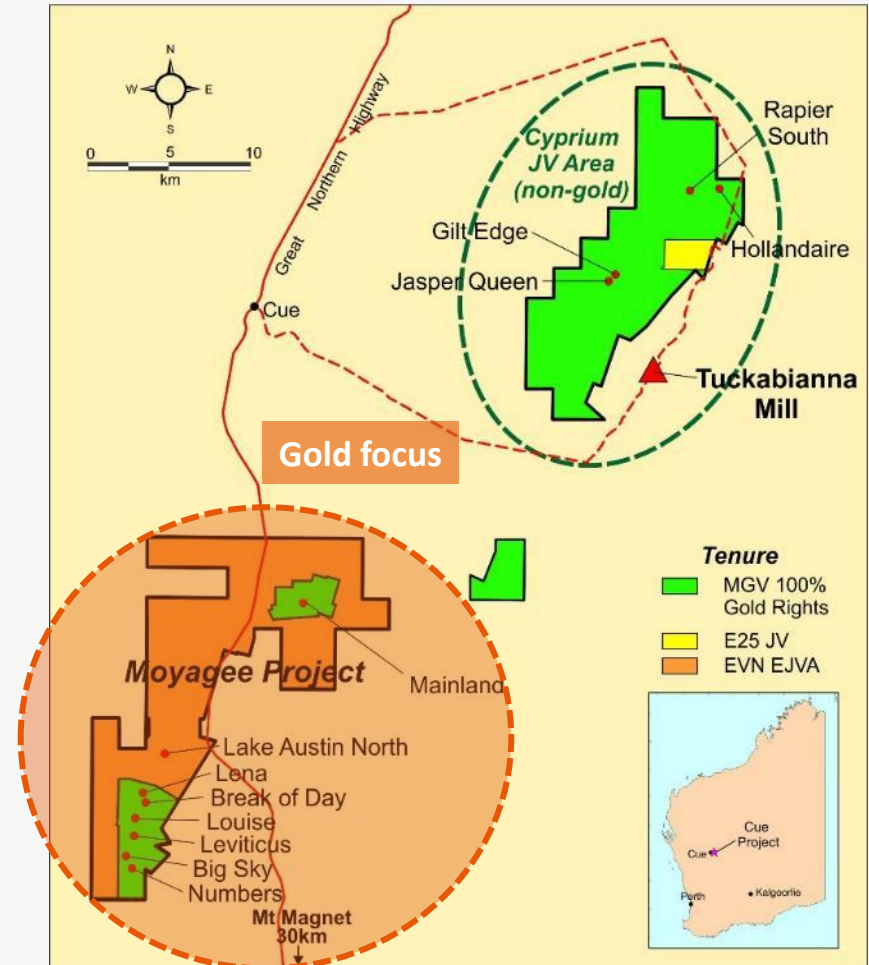 N
W
E
S
0
5
10
km
Great Northern Highway
Cyprium
JV Area
(non-gold)
Rapier
South
Gilt Edge
Hollandaire
Jasper Queen
Cue
Tuckabianna
Mill
Gold focus
Tenure
MGV 100%
Gold Rights
E25 JV
EVN EJVA
Moyagee Project
Mainland
Lake Austin North
Lena
Break of Day
Louise
Leviticus
Big Sky
Numbers
Mt Magnet
30km
Cue
Project
Cue
Perth
Kalgoorlie